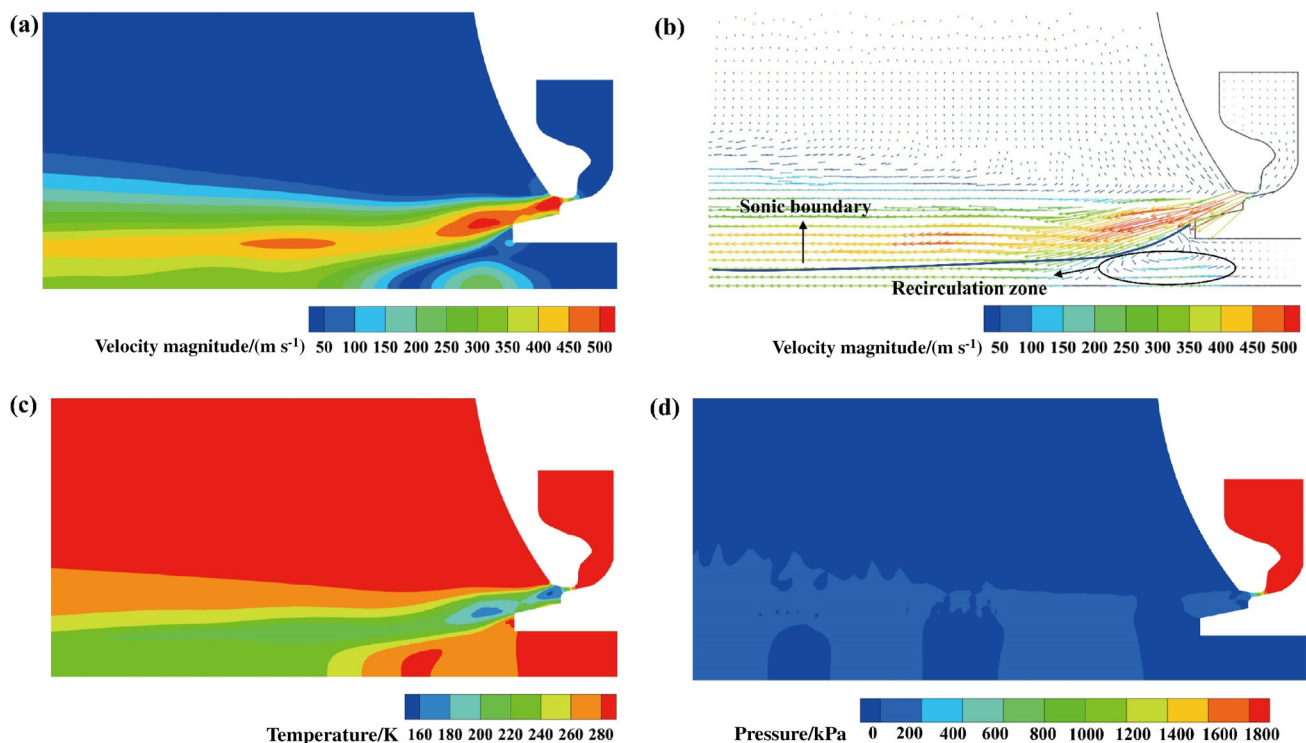 (a)
Velocity magnitude/(m s-1)
50 100 150 200 250 300 350 400 450 500
(b)
Sonic boundary
Recirculation zone
Velocity magnitude/(m s-1)
50 100 150 200 250 300 350 400 450 500
(c)
Temperature/K
160 180 200 220 240 260 280
(d)
Pressure/kPa
0 200 400 600 800 1000 1200 1400 1600 1800